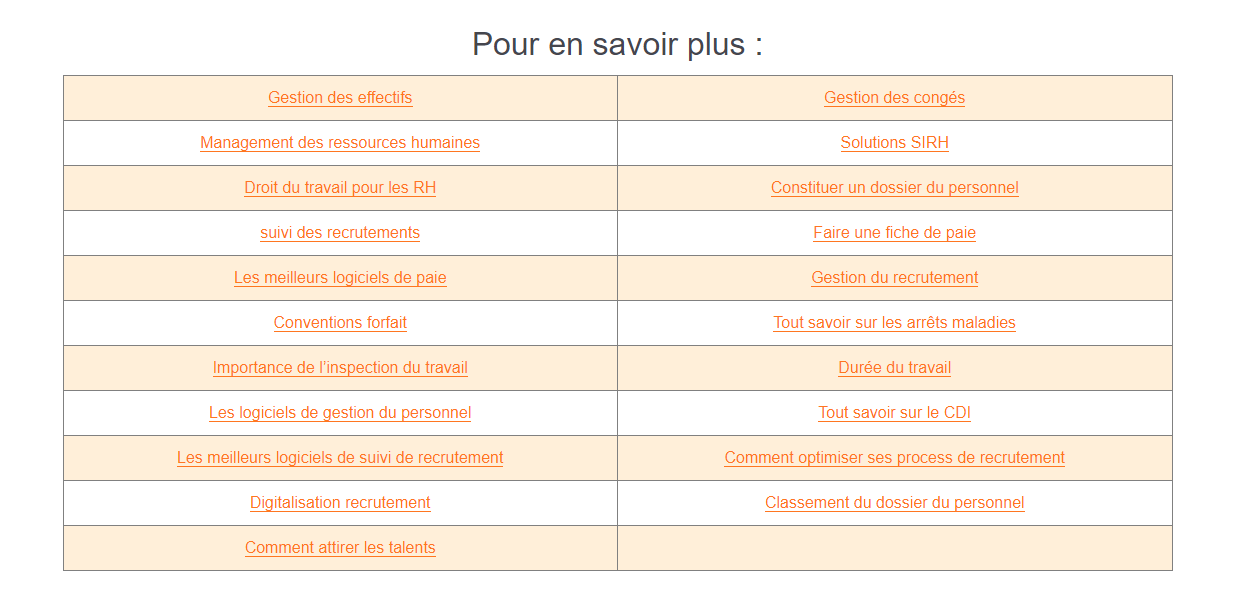 Pour en savoir plus :
Gestion des effectifs
Gestion des congés
Management des ressources humaines
Solutions SIRH
Droit du travail pour les RH
Constituer un dossier du personnel
suivi des recrutements
Faire une fiche de paie
Les meilleurs logiciels de paie
Gestion du recrutement
Conventions forfait
Tout savoir sur les arrêts maladies
Importance de l’inspection du travail
Durée du travail
Les logiciels de gestion du personnel
Tout savoir sur le CDI
Les meilleurs logiciels de suivi de recrutement
Comment optimiser ses process de recrutement
Digitalisation recrutement
Classement du dossier du personnel
Comment attirer les talents